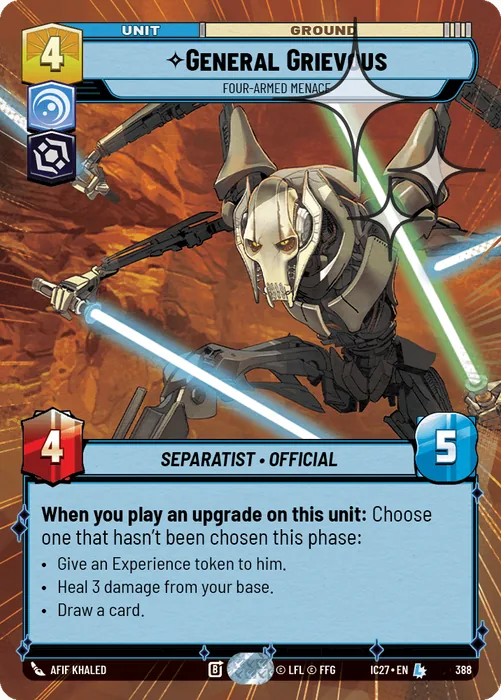 UNIT
GROUND
4
GENERAL GRIEVOUS
FOUR-ARMED MENACE
4
SEPARATIST • OFFICIAL
5
When you play an upgrade on this unit: Choose
one that hasn't been chosen this phase:
• Give an Experience token to him.
• Heal 3 damage from your base.
• Draw a card.
AFIF KHALED
B
© LFL © FFG
IC27 • EN
L
388